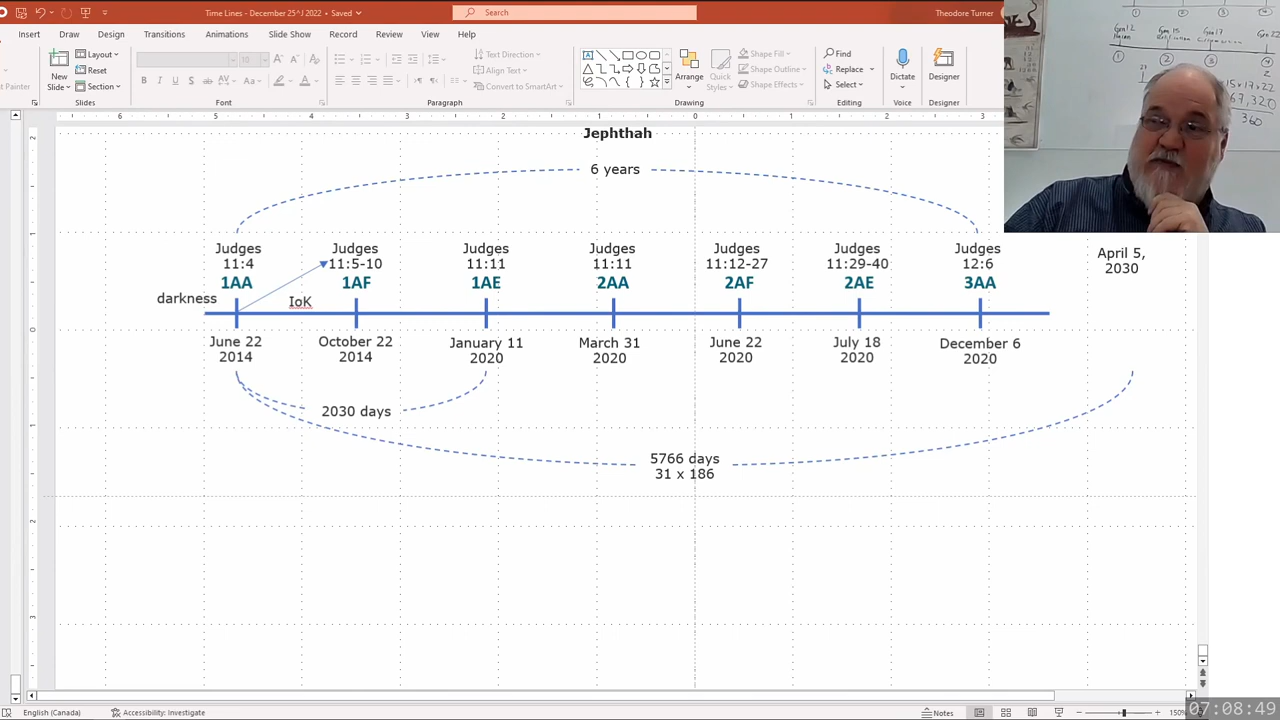 Time Lines - December 25^J 2022 • Saved
Search
Theodore Turner
Insert Draw Design Transitions Animations Slide Show Record Review View Help
New
Slide
Layout
Reset
Section
Slides
Font
Paragraph
Text Direction
Align Text
Convert to SmartArt
Arrange
Quick
Styles
Shape Fill
Shape Outline
Shape Effects
Drawing
Find
Replace
Select
Editing
Dictate
Voice
Designer
Designer
Jephthah
6 years
Judges
11:4
1AA
Judges
11:5-10
1AF
Judges
11:11
1AE
Judges
11:11
2AA
Judges
11:12-27
2AF
Judges
11:29-40
2AE
Judges
12:6
3AA
April 5,
2030
darkness
IoK
June 22
2014
October 22
2014
January 11
2020
March 31
2020
June 22
2020
July 18
2020
December 6
2020
2030 days
5766 days
31 x 186
English (Canada)
Accessibility: Investigate
Notes
150%
07:08:49